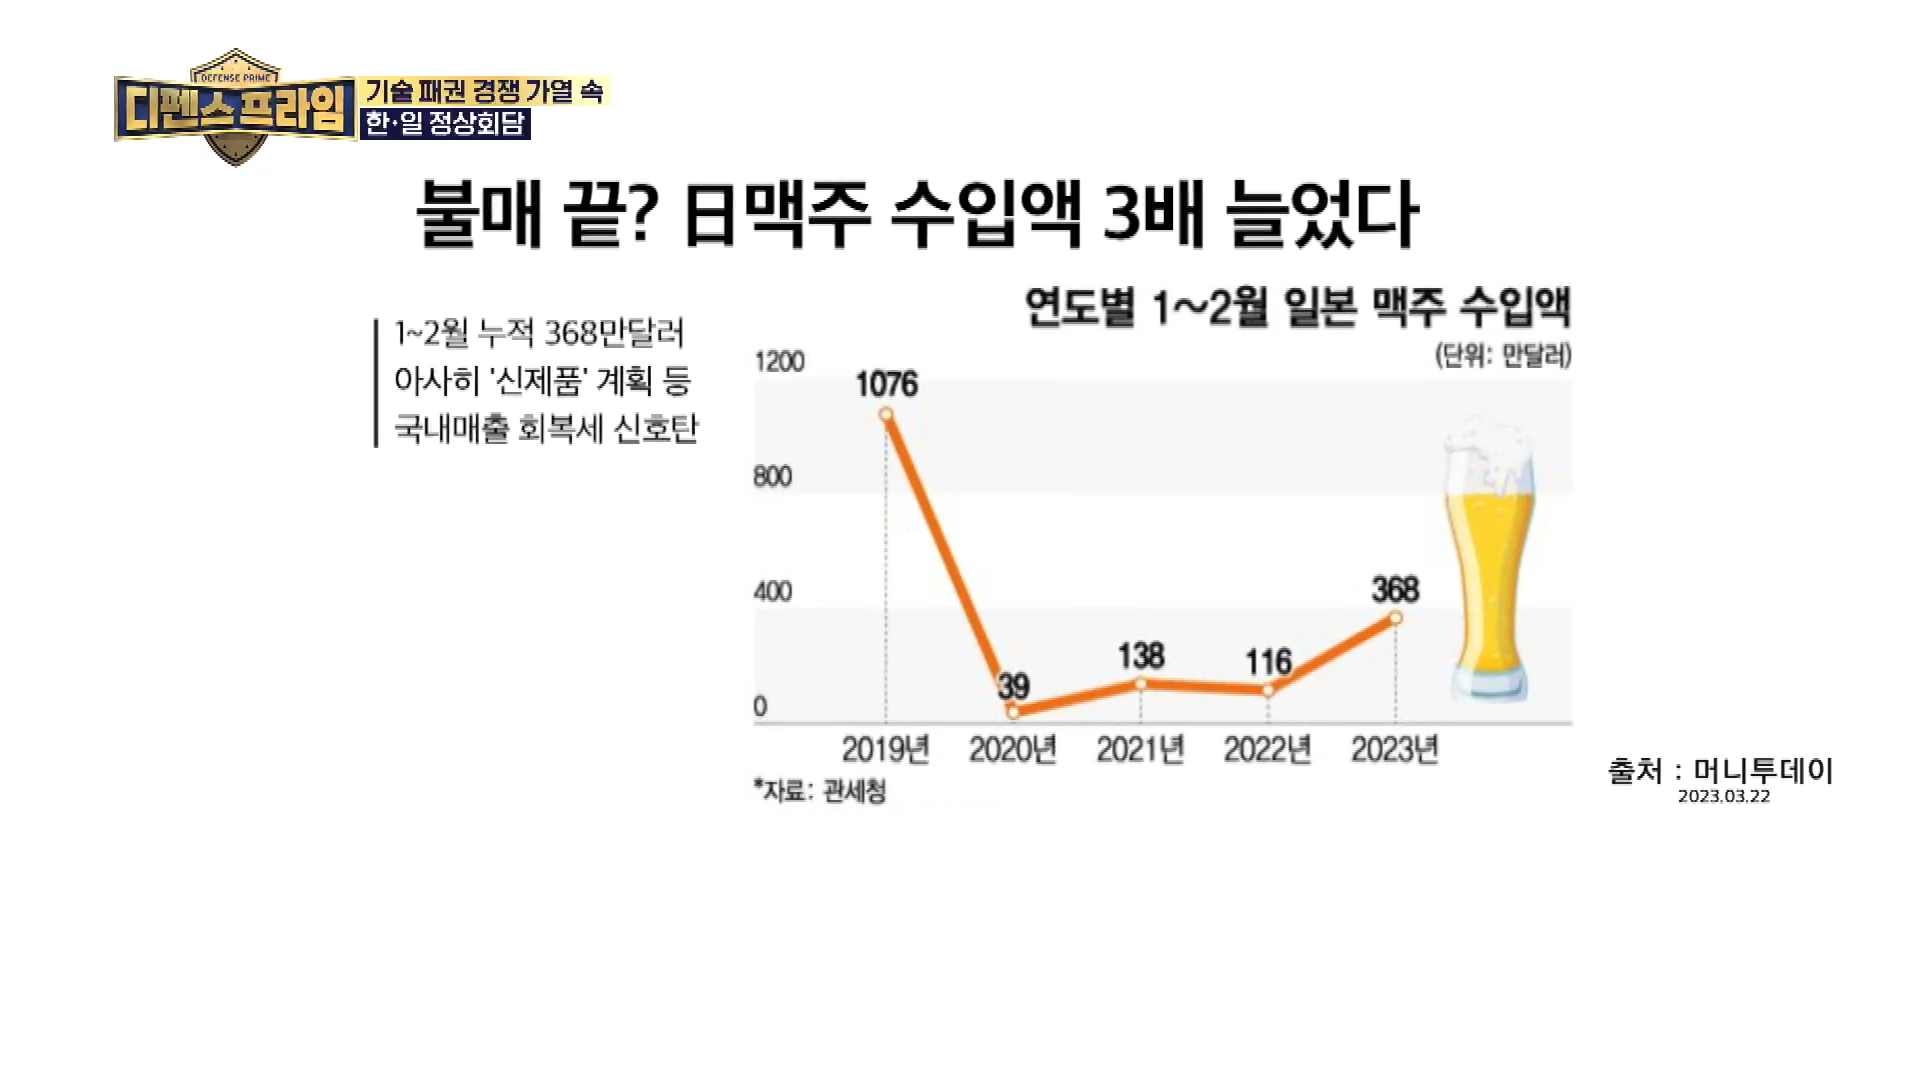 DEFENSE PRIME
디펜스 프라임
기술 패권 경쟁 가열 속
한·일 정상회담
불매 끝? 日맥주 수입액 3배 늘었다
1~2월 누적 368만달러
아사히 '신제품' 계획 등
국내매출 회복세 신호탄
연도별 1~2월 일본 맥주 수입액
(단위: 만달러)
1200
1076
800
400
368
138
116
39
0
2019년 2020년 2021년 2022년 2023년
*자료: 관세청
출처 : 머니투데이
2023.03.22